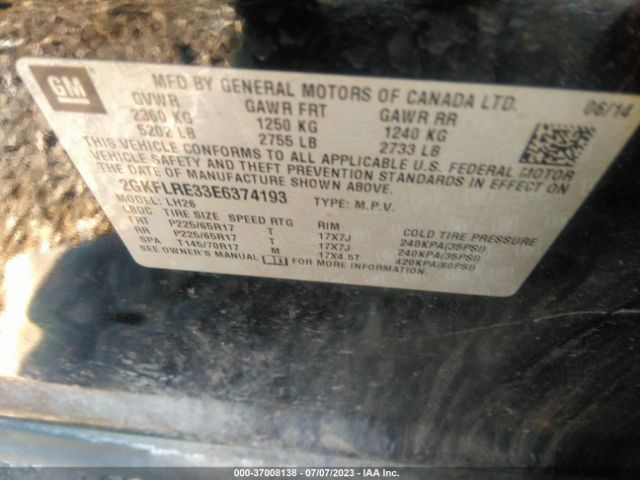 GM
MFD BY GENERAL MOTORS OF CANADA LTD. 06/14
GVWR GAWR FRT GAWR RR
2360 KG 1250 KG 1240 KG
5202 LB 2755 LB 2733 LB
THIS VEHICLE CONFORMS TO ALL APPLICABLE U.S. FEDERAL MOTOR
VEHICLE SAFETY AND THEFT PREVENTION STANDARDS IN EFFECT ON
THE DATE OF MANUFACTURE SHOWN ABOVE.
2GKFLRE33E6374193 TYPE: M.P.V.
MODEL: LH26
LBDC TIRE SIZE SPEED RTG RIM COLD TIRE PRESSURE
FRT P225/65R17 T 17X7J 240KPA(35PSI)
RR P225/65R17 T 17X7J 240KPA(35PSI)
SPA T145/70R17 M 17X4.5T 420KPA(60PSI)
SEE OWNER'S MANUAL FOR MORE INFORMATION.
000-37008138 - 07/07/2023 - IAA Inc.